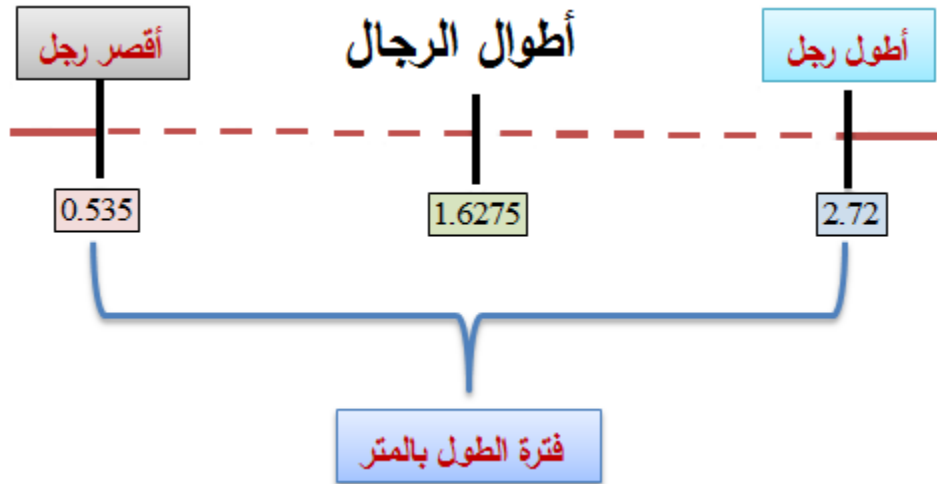 أطوال الرجال
أقصر رجل
أطول رجل
0.535
1.6275
2.72
فترة الطول بالمتر